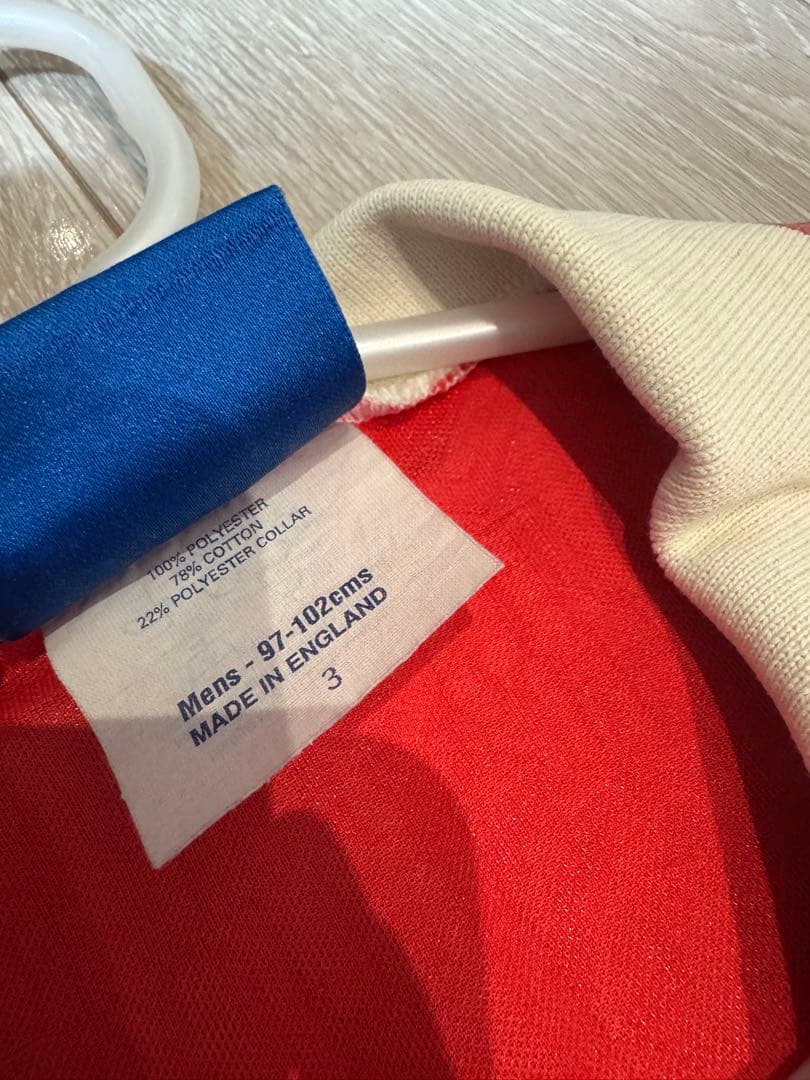 100% POLYESTER
78% COTTON
22% POLYESTER COLLAR
Mens - 97-102cms
MADE IN ENGLAND
3